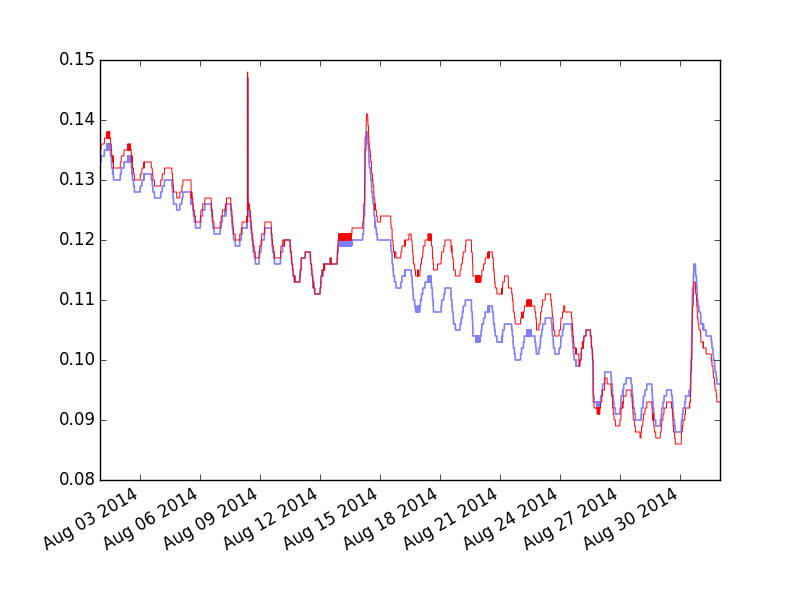 0.15
0.14
0.13
0.12
0.11
0.10
0.09
0.08
Aug 03 2014
Aug 06 2014
Aug 09 2014
Aug 12 2014
Aug 15 2014
Aug 18 2014
Aug 21 2014
Aug 24 2014
Aug 27 2014
Aug 30 2014